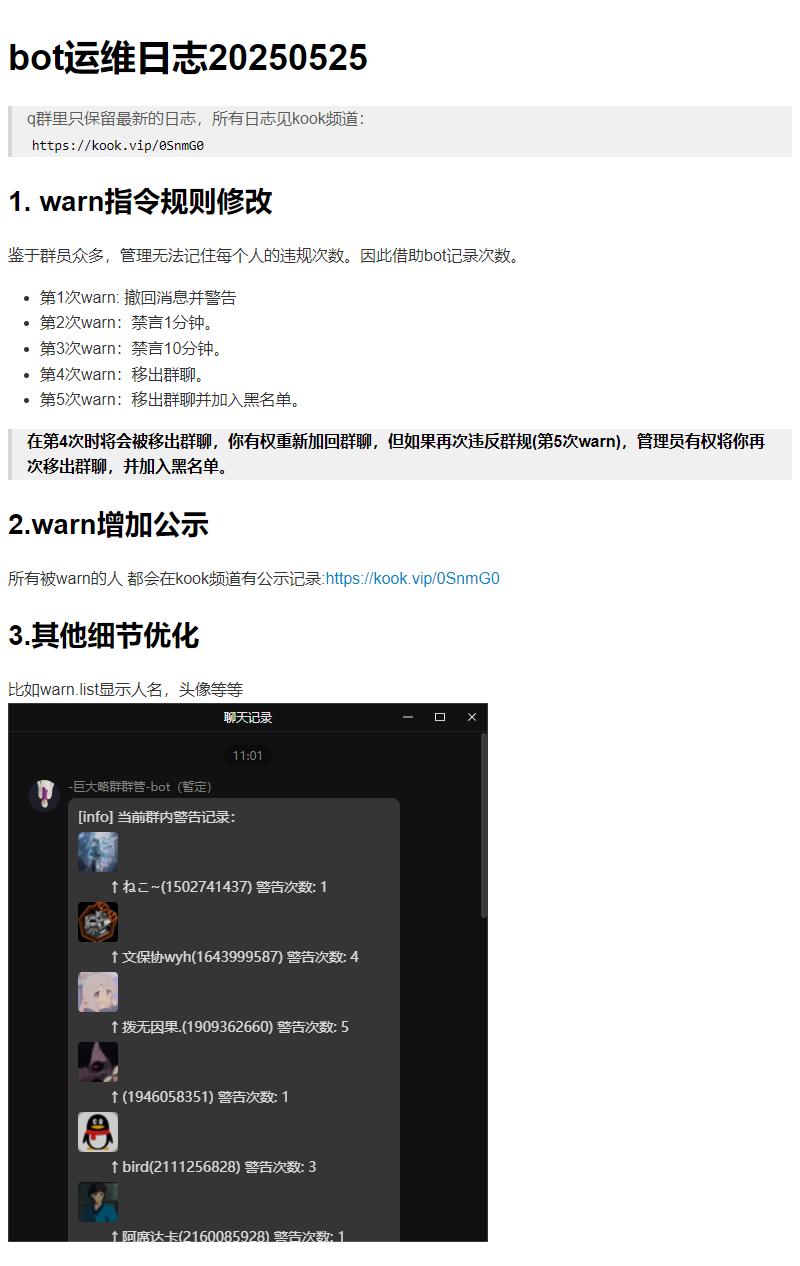 bot运维日志20250525
q群里只保留最新的日志，所有日志见kook频道：
https://kook.vip/0SnmG0
1. warn指令规则修改
鉴于群员众多，管理无法记住每个人的违规次数。因此借助bot记录次数。
第1次warn: 撤回消息并警告
第2次warn：禁言1分钟。
第3次warn：禁言10分钟。
第4次warn：移出群聊。
第5次warn：移出群聊并加入黑名单。
在第4次时将会被移出群聊，你有权重新加回群聊，但如果再次违反群规(第5次warn)，管理员有权将你再
次移出群聊，并加入黑名单。
2.warn增加公示
所有被warn的人 都会在kook频道有公示记录:https://kook.vip/0SnmG0
3.其他细节优化
比如warn.list显示人名，头像等等
聊天记录
11:01
-巨大略群群管-bot（暂定）
[info] 当前群内警告记录：
↑ ねこ~(1502741437) 警告次数: 1
↑ 文保协wyh(1643999587) 警告次数: 4
↑ 拨无因果.(1909362660) 警告次数: 5
↑ (1946058351) 警告次数: 1
↑ bird(2111256828) 警告次数: 3
↑ 阿席达卡(2160085928) 警告次数: 1